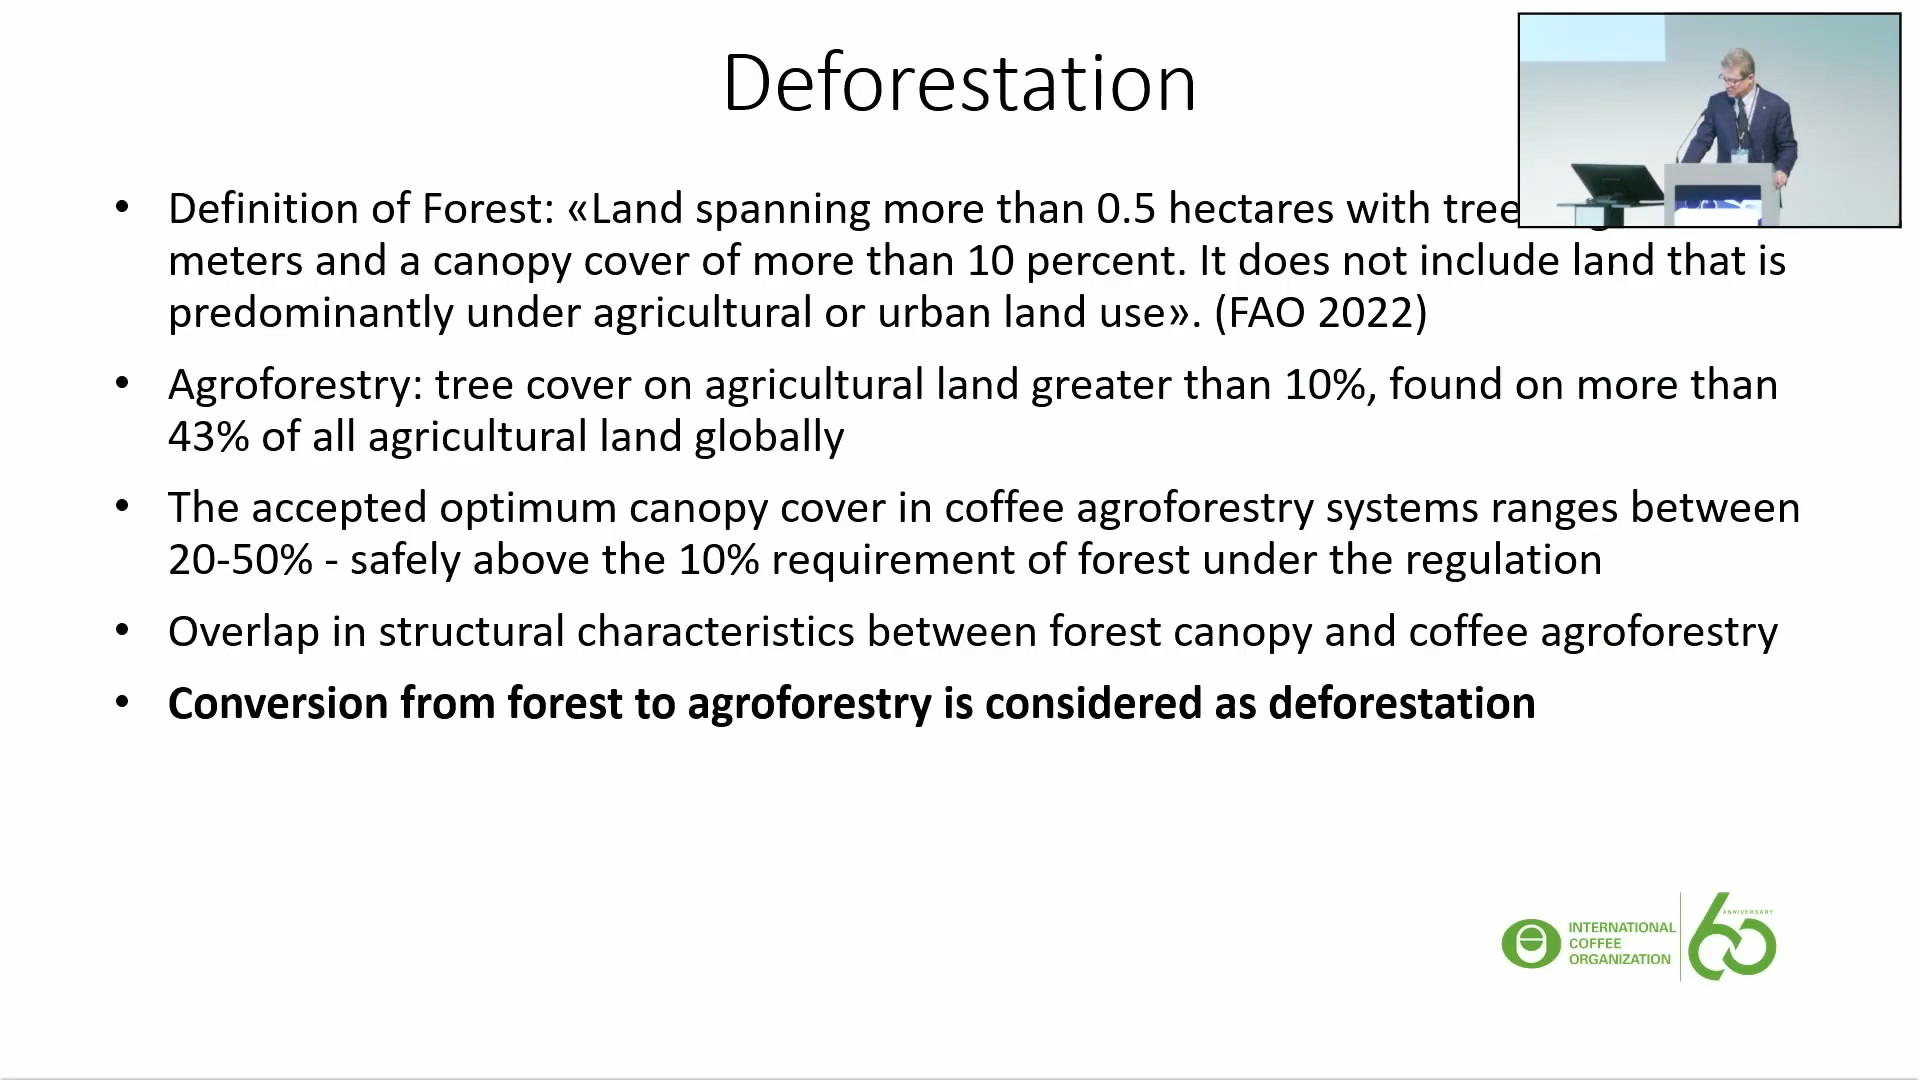 Deforestation
• Definition of Forest: «Land spanning more than 0.5 hectares with tree
meters and a canopy cover of more than 10 percent. It does not include land that is
predominantly under agricultural or urban land use». (FAO 2022)
• Agroforestry: tree cover on agricultural land greater than 10%, found on more than
43% of all agricultural land globally
• The accepted optimum canopy cover in coffee agroforestry systems ranges between
20-50% - safely above the 10% requirement of forest under the regulation
• Overlap in structural characteristics between forest canopy and coffee agroforestry
• Conversion from forest to agroforestry is considered as deforestation
INTERNATIONAL
COFFEE
ORGANIZATION
60
ANNIVERSARY